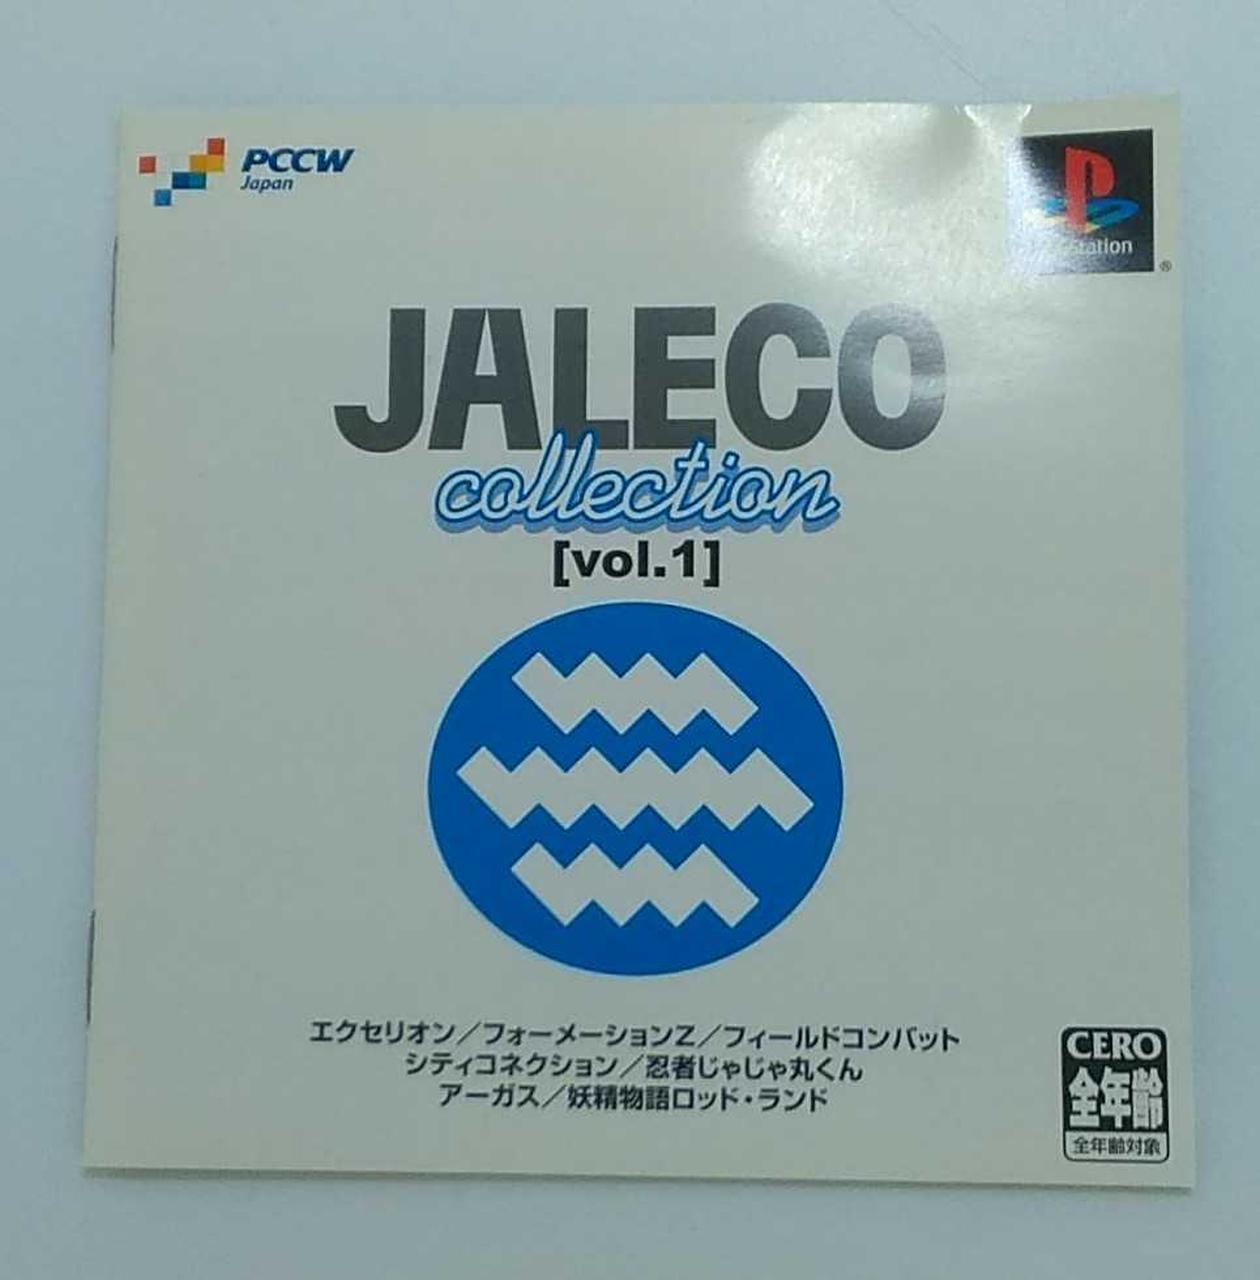 PCCW
Japan
®
JALECO
collection
[vol.1]
エクセリオン/フォーメーションZ/フィールドコンバット
シティコネクション/忍者じゃじゃ丸くん
アーガス/妖精物語ロッド・ランド
CERO
全年齢
全年齢対象